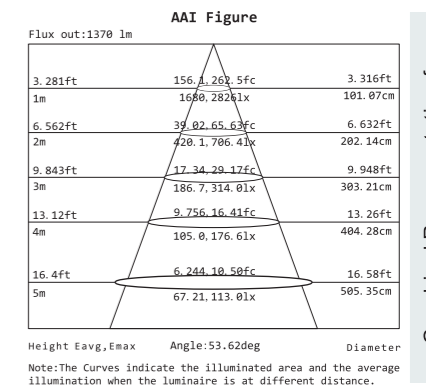 AAI Figure
Flux out:1370 lm
3. 281ft 156. 1, 262. 5fc 3. 316ft
1m 1680, 2826lx 101.07cm
6. 562ft 39. 02, 65. 63fc 6. 632ft
2m 420. 1, 706. 4lx 202. 14cm
9. 843ft 17. 34, 29. 17fc 9. 948ft
3m 186. 7, 314. 0lx 303. 21cm
13. 12ft 9. 756, 16. 41fc 13. 26ft
4m 105. 0, 176. 6lx 404. 28cm
16. 4ft 6. 244, 10. 50fc 16. 58ft
5m 67. 21, 113. 0lx 505. 35cm
Height Eavg,Emax Angle:53.62deg Diameter
Note:The Curves indicate the illuminated area and the average
illumination when the luminaire is at different distance.